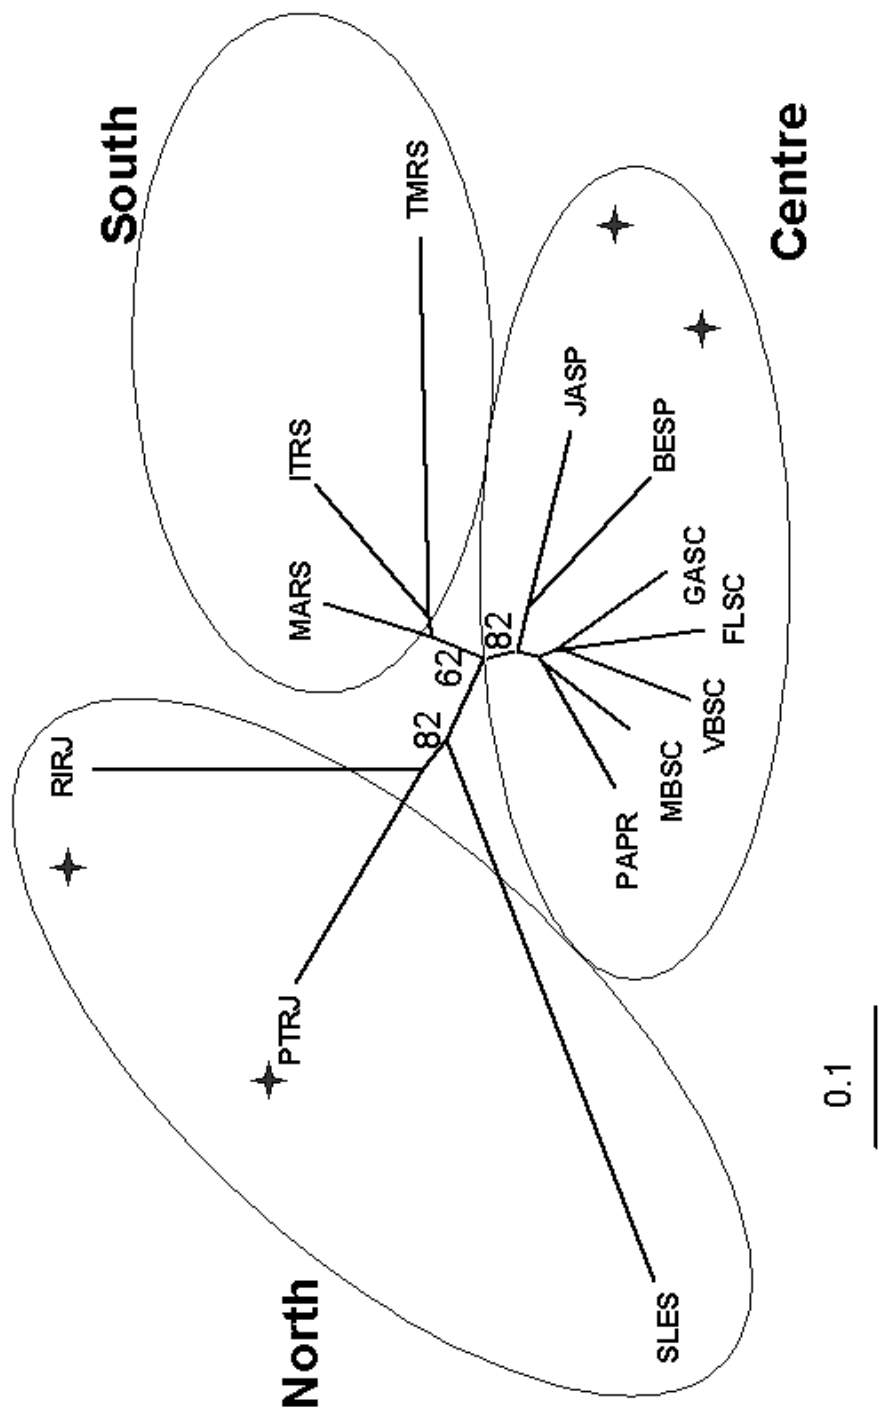 North
South
Centre
SLES
PTRJ
RIRJ
82
62
82
MARS
ITRS
TMRS
PAPR
MBSC
VBSC
FLSC
GASC
BESP
JASP
0.1